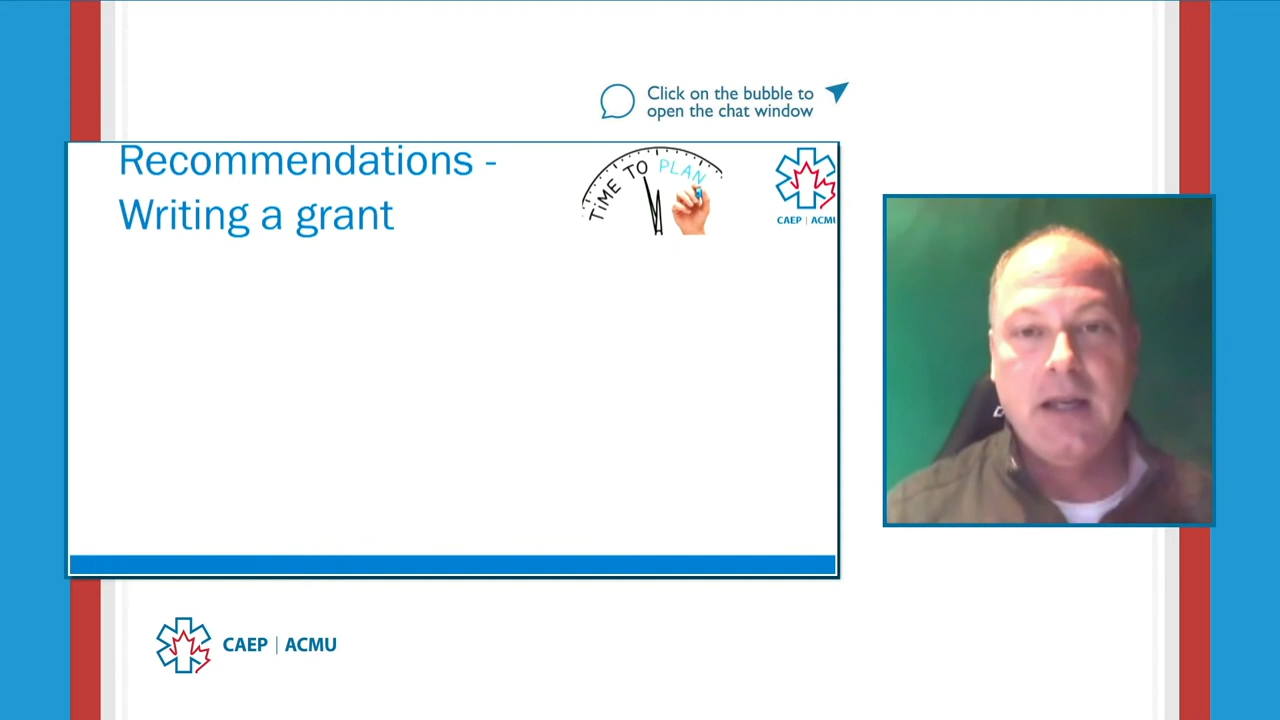 Click on the bubble to
open the chat window
Recommendations -
Writing a grant
TIME TO PLAN
CAEP | ACMU
CAEP | ACMU